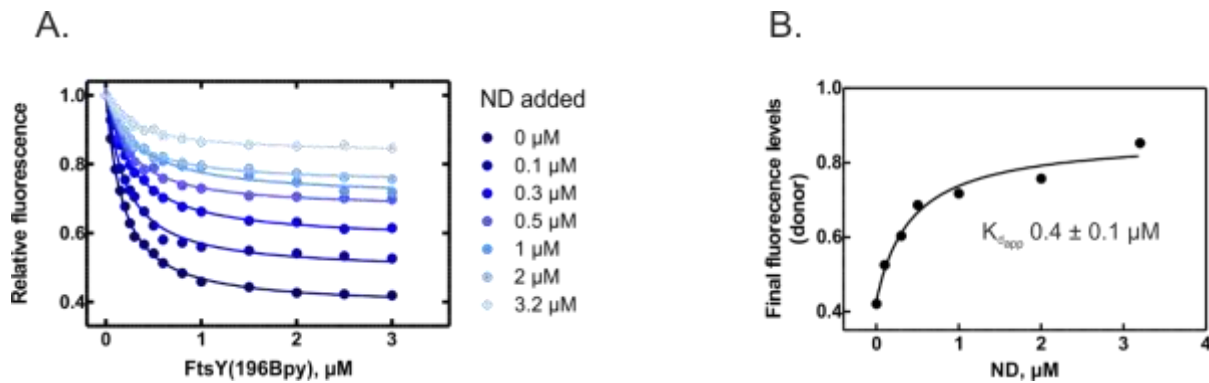 A.
B.
Relative fluorescence
1.0
0.8
0.6
0.4
0
1
2
3
FtsY(196Bpy), µM
ND added
0 µM
0.1 µM
0.3 µM
0.5 µM
1 µM
2 µM
3.2 µM
Final fluorecence levels
(donor)
1.0
0.8
0.6
0.4
K dapp 0.4 ± 0.1 µM
0
1
2
3
4
ND, µM